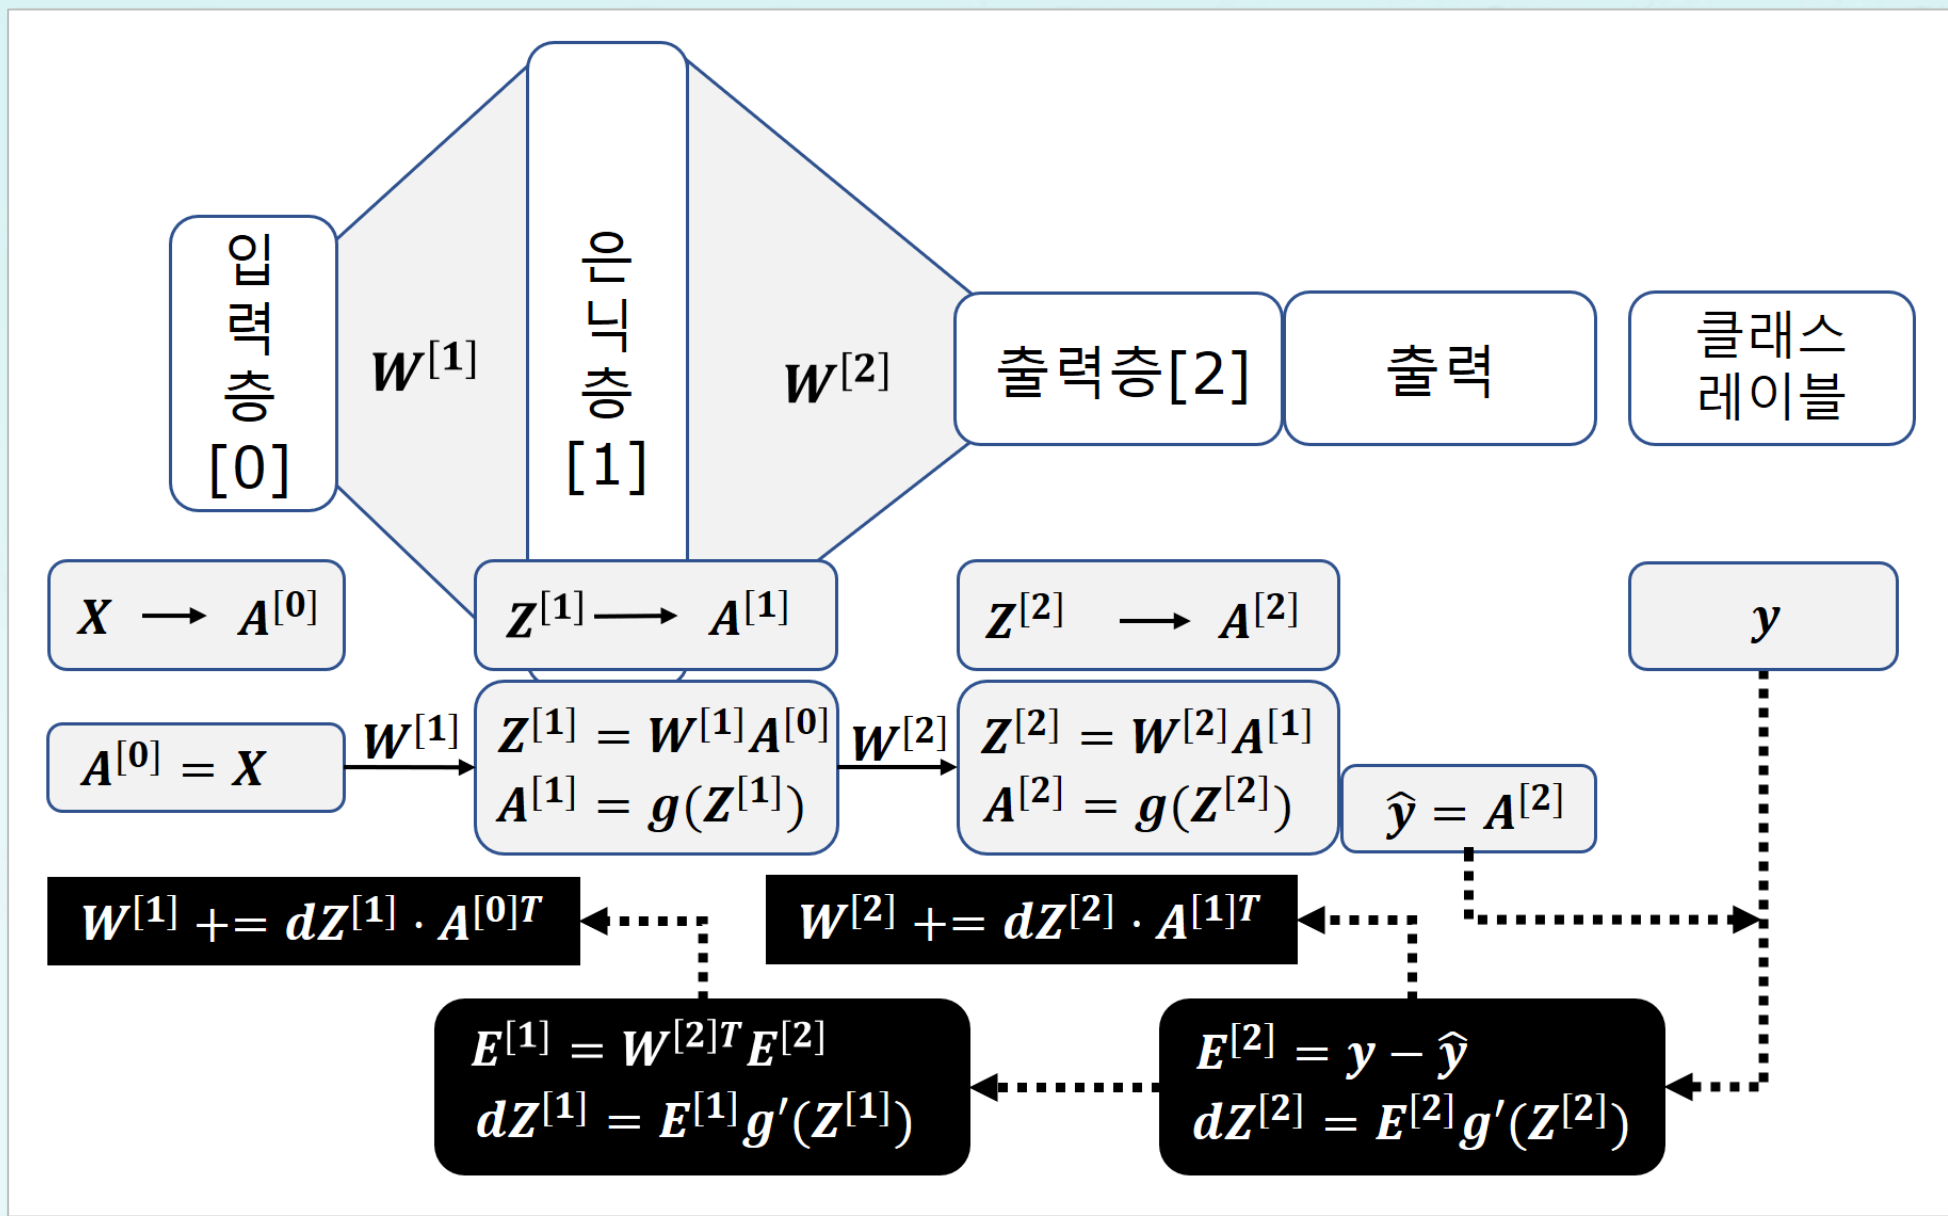 입력층[0]
W^[1]
은닉층[1]
W^[2]
출력층[2]
출력
클래스
레이블
X → A^[0]
Z^[1] → A^[1]
Z^[2] → A^[2]
y
A^[0] = X
W^[1]
Z^[1] = W^[1]A^[0]
A^[1] = g(Z^[1])
W^[2]
Z^[2] = W^[2]A^[1]
A^[2] = g(Z^[2])
ŷ = A^[2]
W^[1] += dZ^[1] · A^[0]T
W^[2] += dZ^[2] · A^[1]T
E^[1] = W^[2]T E^[2]
dZ^[1] = E^[1]g′(Z^[1])
E^[2] = y − ŷ
dZ^[2] = E^[2]g′(Z^[2])